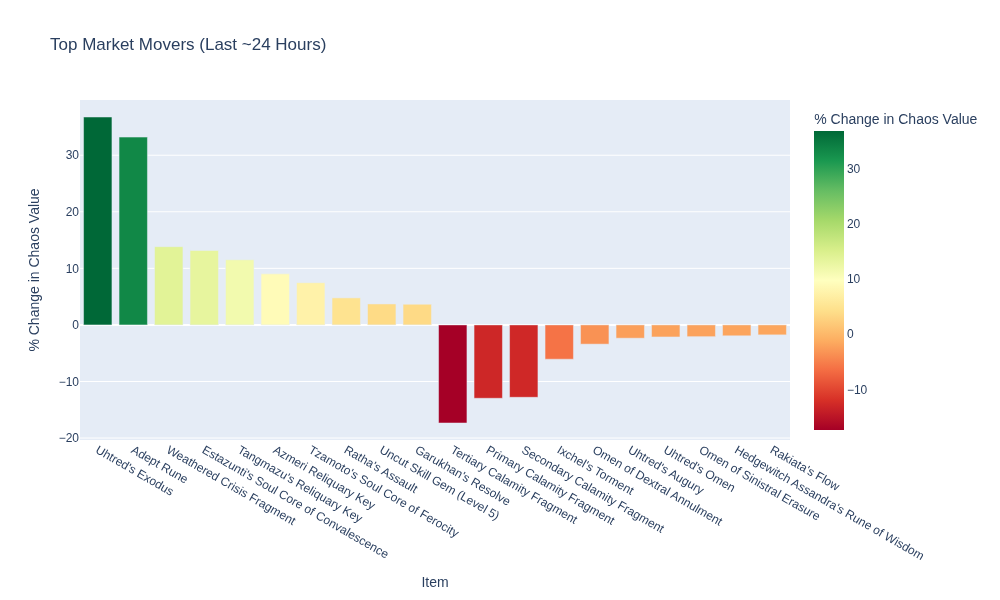 Top Market Movers (Last ~24 Hours)
% Change in Chaos Value
30
20
10
0
−10
−20
Uhtred's Exodus
Adept Rune
Weathered Crisis Fragment
Estazunti's Soul Core of Convalescence
Tangmazu's Reliquary Key
Azmeri Reliquary Key
Tzamoto's Soul Core of Ferocity
Ratha's Assault
Uncut Skill Gem (Level 5)
Garukhan's Resolve
Tertiary Calamity Fragment
Primary Calamity Fragment
Secondary Calamity Fragment
Ixchel's Torment
Omen of Dextral Annulment
Uhtred's Augury
Uhtred's Omen
Omen of Sinistral Erasure
Hedgewitch Assandra's Rune of Wisdom
Rakiata's Flow
Item
% Change in Chaos Value
30
20
10
0
−10